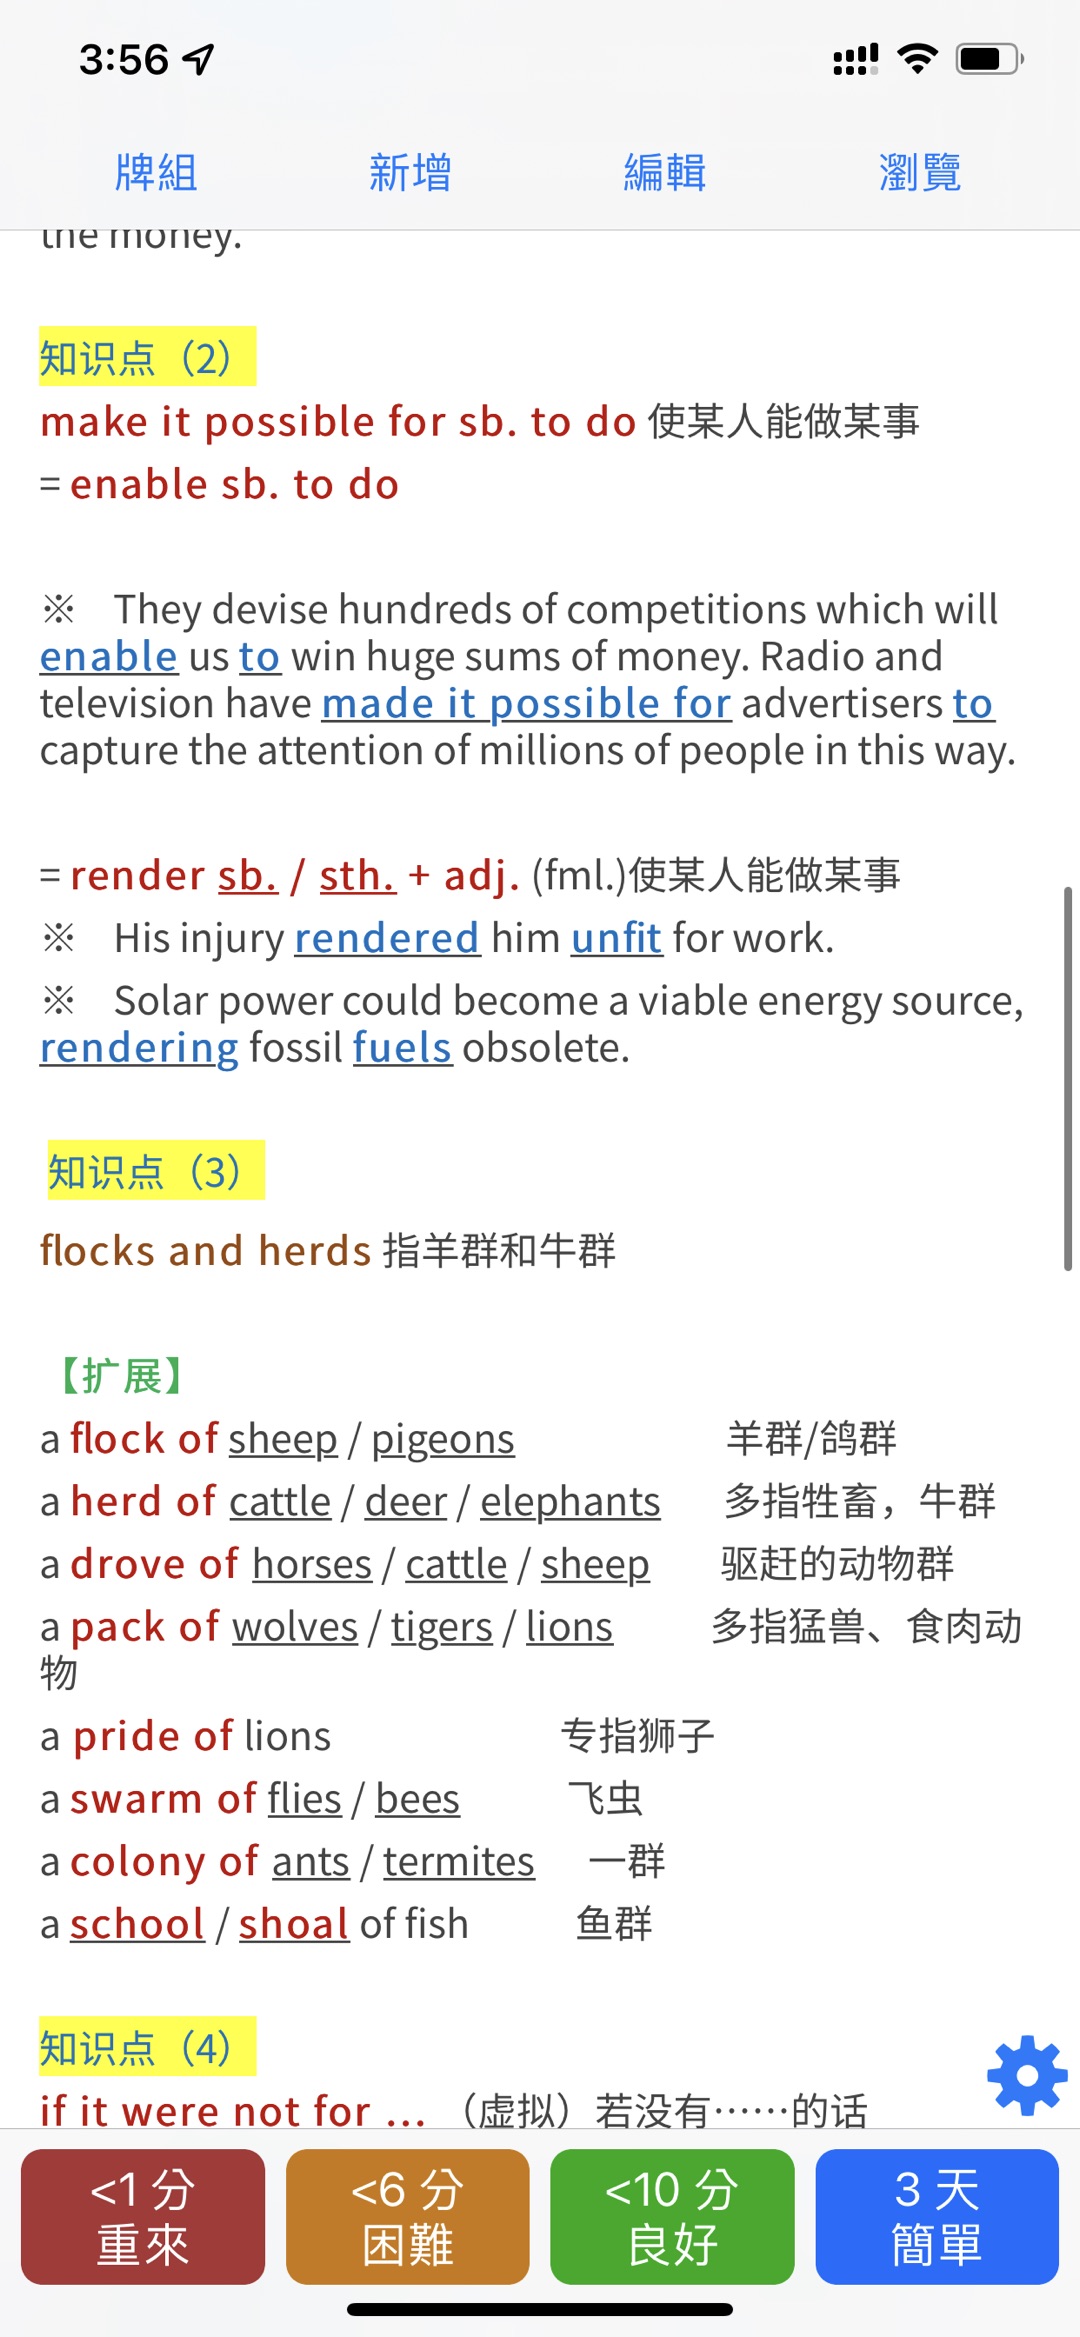 3:56
牌組 新增 編輯 瀏覽
the money.
知识点（2）
make it possible for sb. to do 使某人能做某事
= enable sb. to do
※ They devise hundreds of competitions which will
enable us to win huge sums of money. Radio and
television have made it possible for advertisers to
capture the attention of millions of people in this way.
= render sb. / sth. + adj. (fml.)使某人能做某事
※ His injury rendered him unfit for work.
※ Solar power could become a viable energy source,
rendering fossil fuels obsolete.
知识点（3）
flocks and herds 指羊群和牛群
【扩展】
a flock of sheep / pigeons 羊群/鸽群
a herd of cattle / deer / elephants 多指牲畜，牛群
a drove of horses / cattle / sheep 驱赶的动物群
a pack of wolves / tigers / lions 多指猛兽、食肉动
物
a pride of lions 专指狮子
a swarm of flies / bees 飞虫
a colony of ants / termites 一群
a school / shoal of fish 鱼群
知识点（4）
if it were not for ... （虚拟）若没有……的话
<1 分 <6 分 <10 分 3 天
重來 困難 良好 簡單